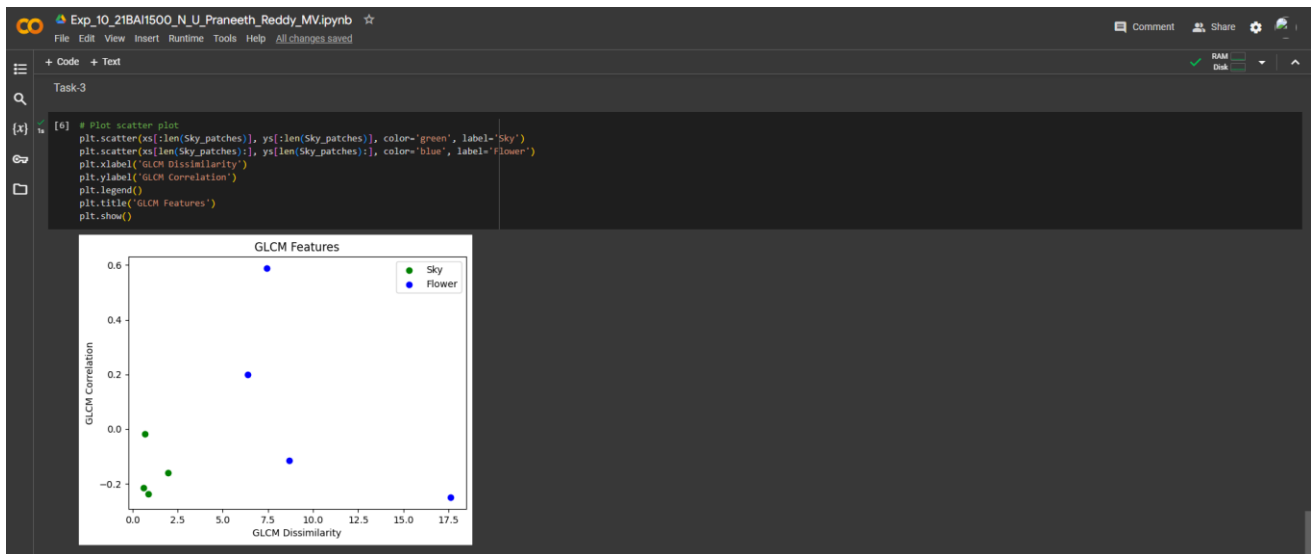 Exp_10_21BAI1500_N_U_Praneeth_Reddy_MV.ipynb
File Edit View Insert Runtime Tools Help All changes saved
Comment Share
+ Code + Text
RAM
Disk
Task-3
{x}
1s
[6] # Plot scatter plot
plt.scatter(xs[:len(Sky_patches)], ys[:len(Sky_patches)], color='green', label='Sky')
plt.scatter(xs[len(Sky_patches):], ys[len(Sky_patches):], color='blue', label='Flower')
plt.xlabel('GLCM Dissimilarity')
plt.ylabel('GLCM Correlation')
plt.legend()
plt.title('GLCM Features')
plt.show()
GLCM Features
Sky
Flower
0.6
0.4
0.2
0.0
−0.2
GLCM Correlation
0.0 2.5 5.0 7.5 10.0 12.5 15.0 17.5
GLCM Dissimilarity